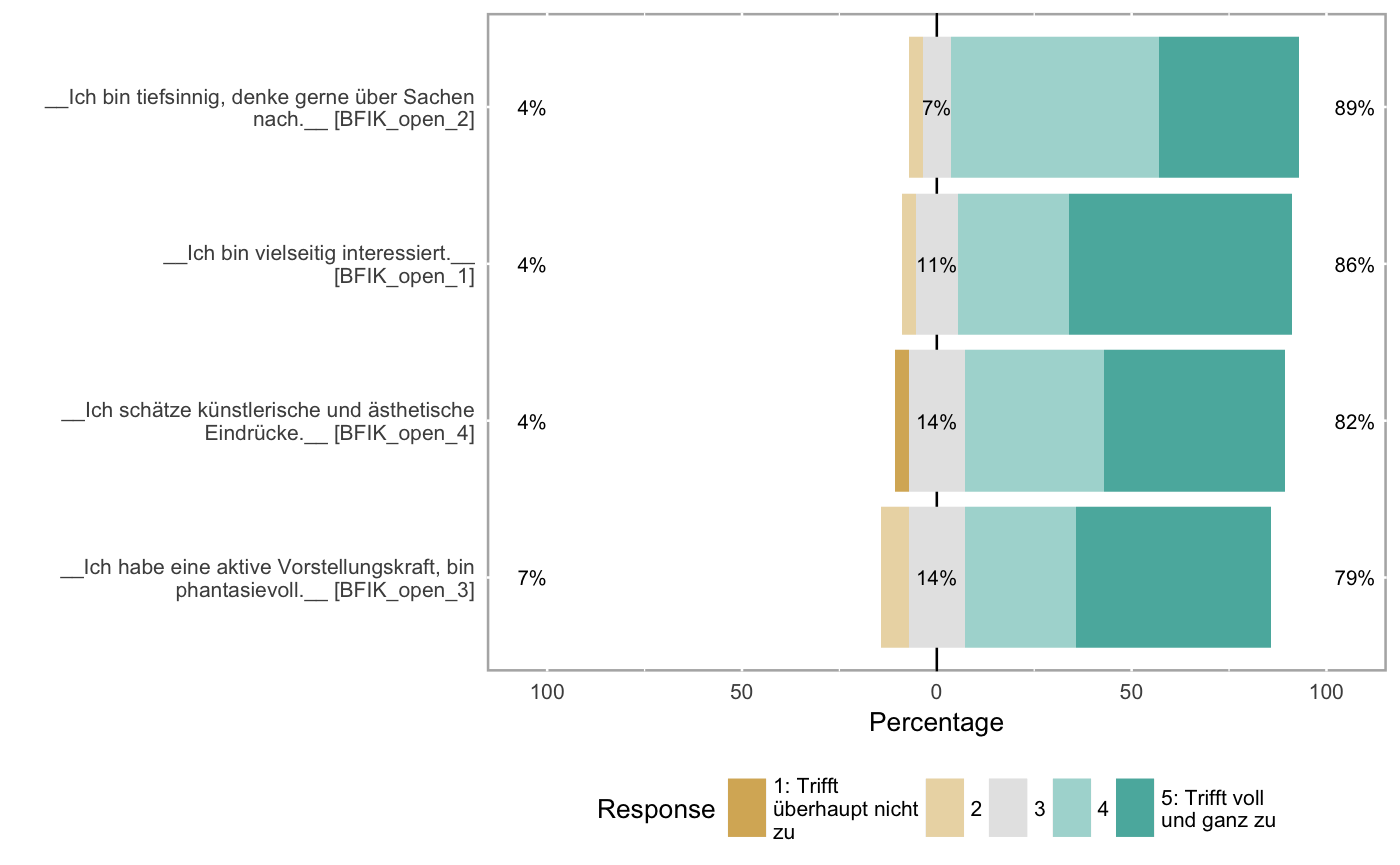 __Ich bin tiefsinnig, denke gerne über Sachen
nach.__ [BFIK_open_2]
4%
7%
89%
__Ich bin vielseitig interessiert.__
[BFIK_open_1]
4%
11%
86%
__Ich schätze künstlerische und ästhetische
Eindrücke.__ [BFIK_open_4]
4%
14%
82%
__Ich habe eine aktive Vorstellungskraft, bin
phantasievoll.__ [BFIK_open_3]
7%
14%
79%
100 50 0 50 100
Percentage
Response
1: Trifft
überhaupt nicht
zu
2
3
4
5: Trifft voll
und ganz zu